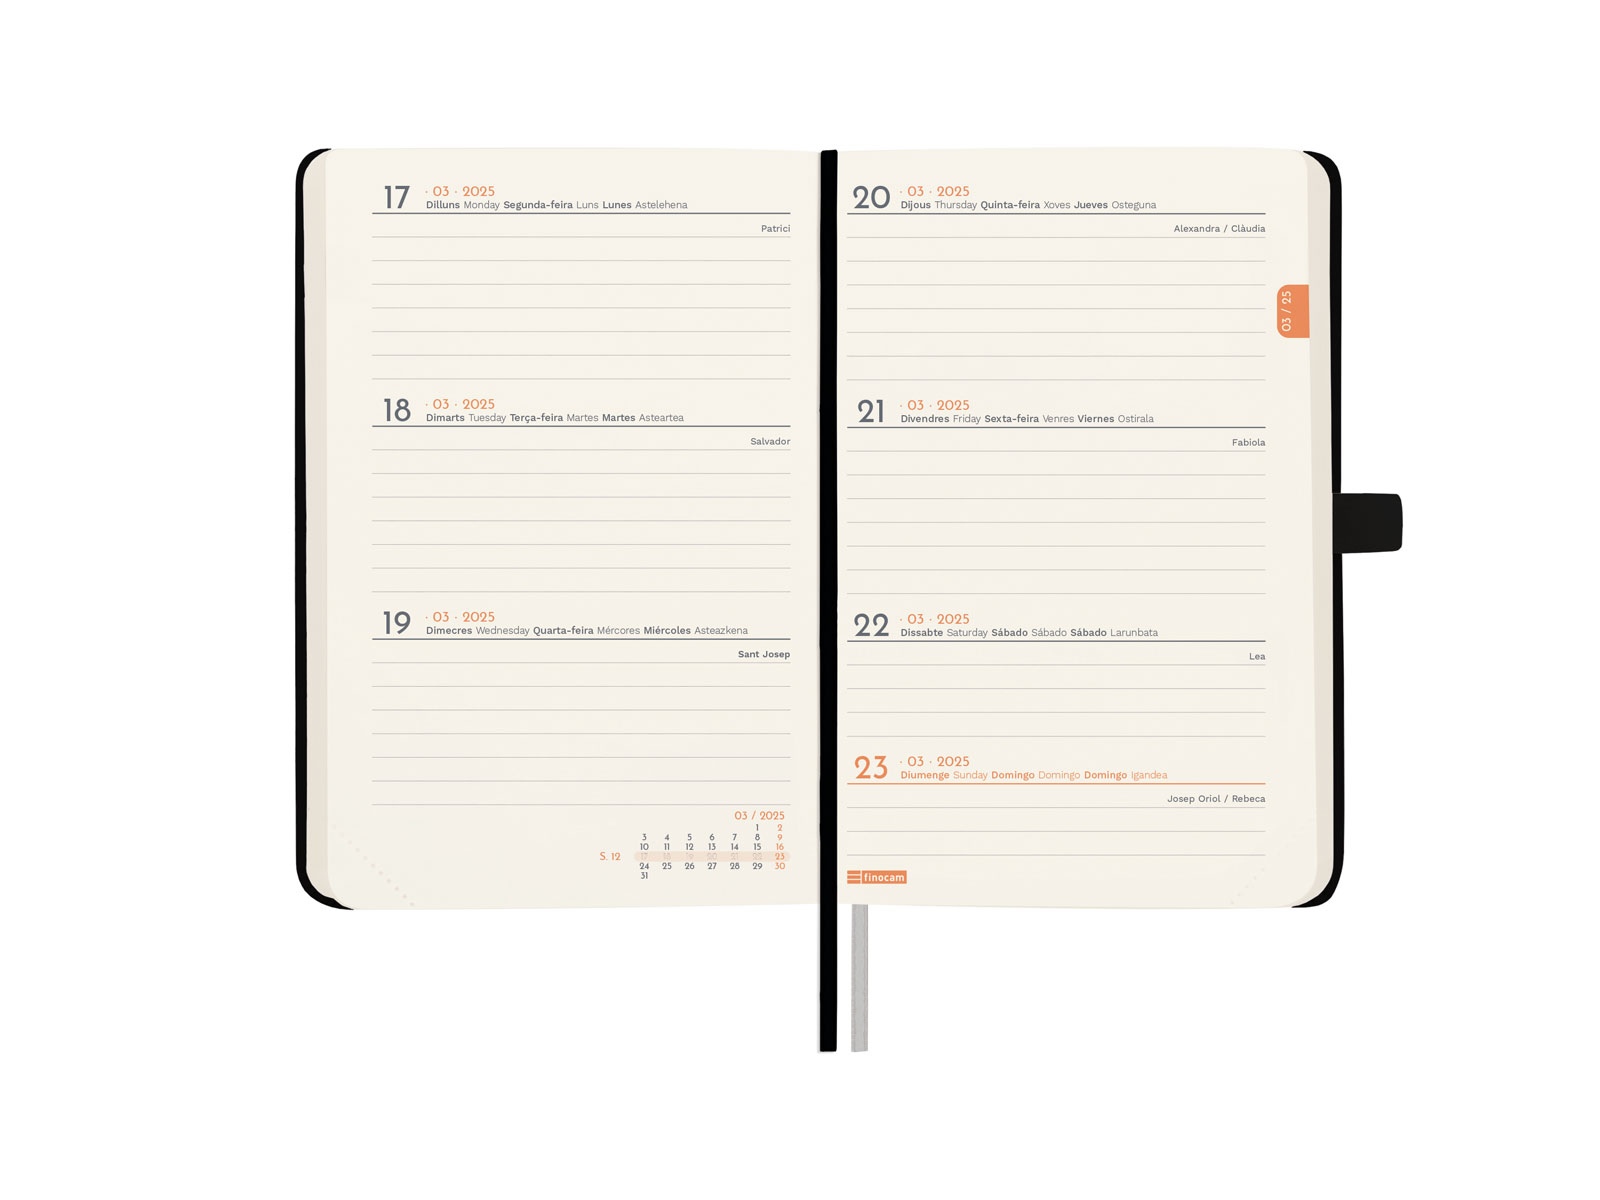 17 · 03 · 2025
Dilluns Monday Segunda-feira Luns Lunes Astelehena
Patrici
18 · 03 · 2025
Dimarts Tuesday Terça-feira Martes Martes Asteartea
Salvador
19 · 03 · 2025
Dimecres Wednesday Quarta-feira Mércores Miércoles Asteazkena
Sant Josep
03 / 2025
1 2
3 4 5 6 7 8 9
10 11 12 13 14 15 16
S. 12 17 18 19 20 21 22 23
24 25 26 27 28 29 30
31
20 · 03 · 2025
Dijous Thursday Quinta-feira Xoves Jueves Osteguna
Alexandra / Clàudia
03 / 25
21 · 03 · 2025
Divendres Friday Sexta-feira Venres Viernes Ostirala
Fabiola
22 · 03 · 2025
Dissabte Saturday Sábado Sábado Sábado Larunbata
Lea
23 · 03 · 2025
Diumenge Sunday Domingo Domingo Domingo Igandea
Josep Oriol / Rebeca
finocam